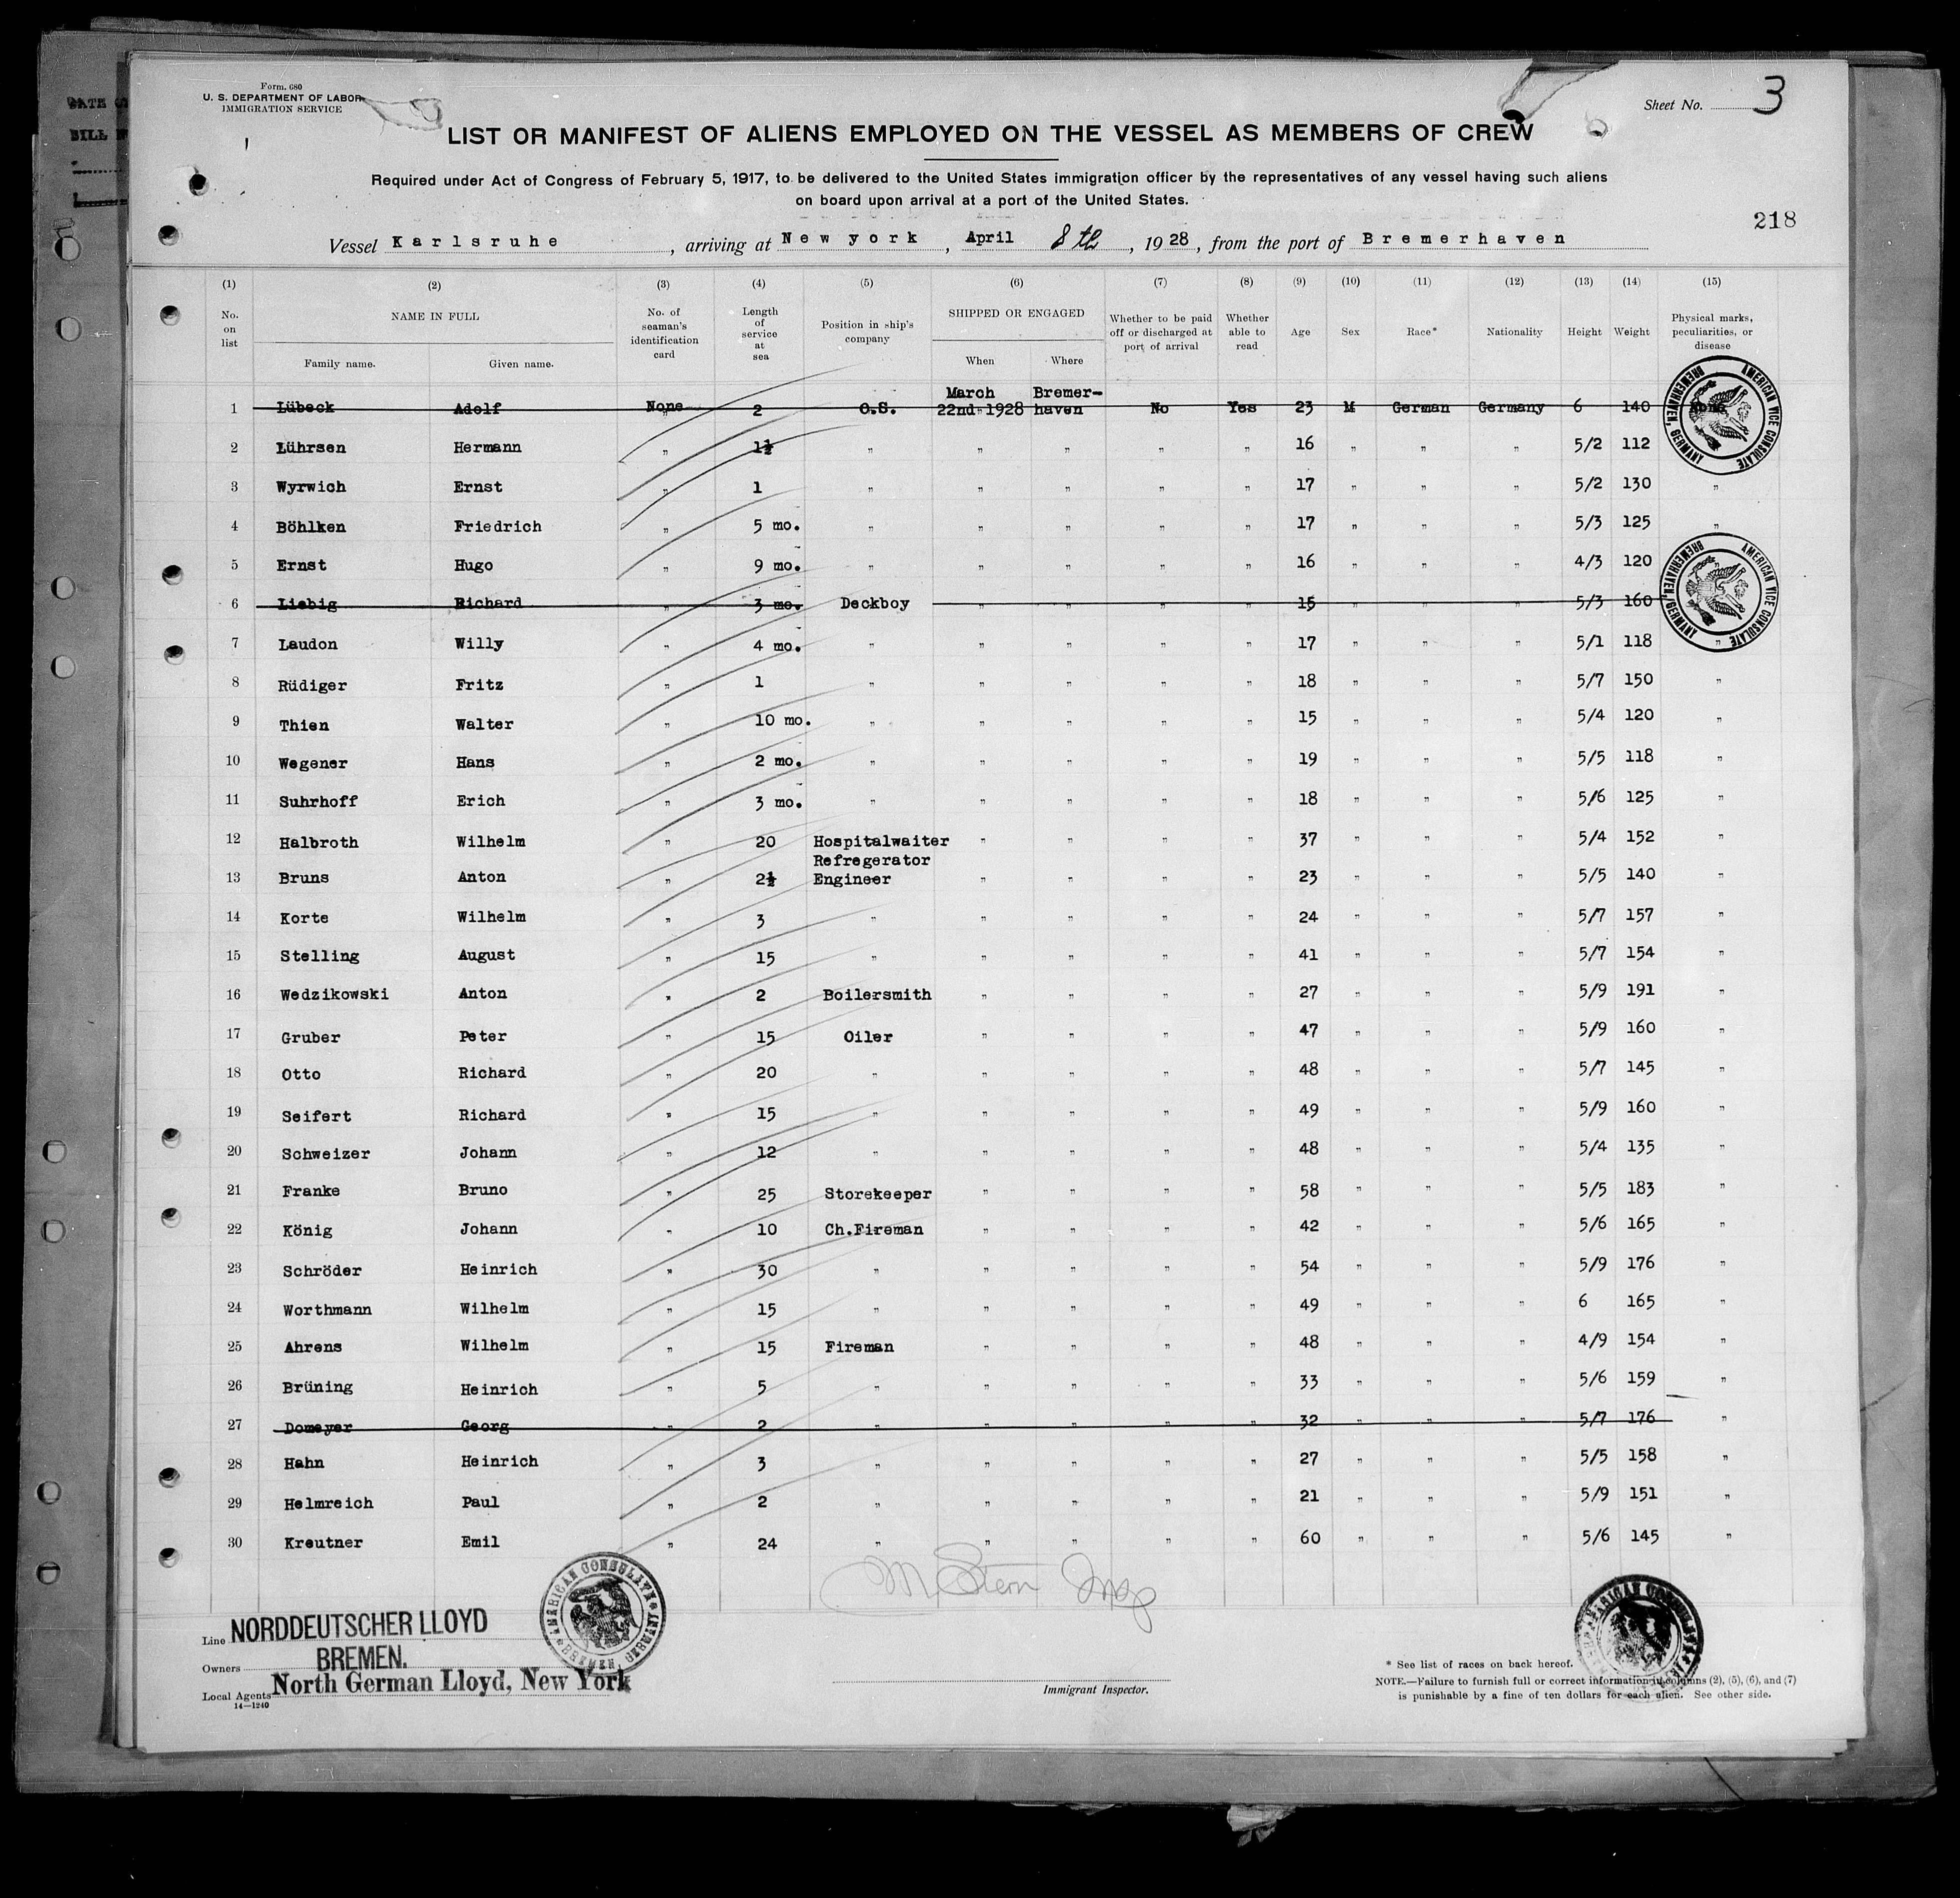 Form. 680
U. S. DEPARTMENT OF LABOR
IMMIGRATION SERVICE
Sheet No. 3
LIST OR MANIFEST OF ALIENS EMPLOYED ON THE VESSEL AS MEMBERS OF CREW
Required under Act of Congress of February 5, 1917, to be delivered to the United States immigration officer by the representatives of any vessel having such aliens
on board upon arrival at a port of the United States.
218
Vessel Karlsruhe, arriving at New york, April 8th, 1928, from the port of Bremerhaven
(1) (2) (3) (4) (5) (6) (7) (8) (9) (10) (11) (12) (13) (14) (15)
No. on list NAME IN FULL Family name. Given name. No. of seaman's identification card Length of service at sea Position in ship's company SHIPPED OR ENGAGED When Where Whether to be paid off or discharged at port of arrival Whether able to read Age Sex Race* Nationality Height Weight Physical marks, peculiarities, or disease
1 Lübeck Adolf None 2 O.S. March 22nd 1928 Bremer-haven No Yes 23 M German Germany 6 140
2 Lührsen Hermann " 1½ " " " " " 16 " " " 5/2 112
3 Wyrwich Ernst " 1 " " " " " 17 " " " 5/2 130 "
4 Böhlken Friedrich " 5 mo. " " " " " 17 " " " 5/3 125 "
5 Ernst Hugo " 9 mo. " " " " " 16 " " " 4/3 120
6 Liebig Richard 3 mo. Deckboy " " " " 15 " " " 5/3 160
7 Laudon Willy " 4 mo. " " " " " 17 " " " 5/1 118 "
8 Rüdiger Fritz " 1 " " " " " 18 " " " 5/7 150 "
9 Thien Walter " 10 mo. " " " " " 15 " " " 5/4 120 "
10 Wegener Hans " 2 mo. " " " " " 19 " " " 5/5 118 "
11 Suhrhoff Erich " 3 mo. " " " " " 18 " " " 5/6 125 "
12 Halbroth Wilhelm " 20 Hospitalwaiter " " " " 37 " " " 5/4 152 "
13 Bruns Anton " 2½ Refregerator Engineer " " " " 23 " " " 5/5 140 "
14 Korte Wilhelm " 3 " " " " " 24 " " " 5/7 157 "
15 Stelling August " 15 " " " " " 41 " " " 5/7 154 "
16 Wedzikowski Anton " 2 Boilersmith " " " " 27 " " " 5/9 191 "
17 Gruber Peter " 15 Oiler " " " " 47 " " " 5/9 160 "
18 Otto Richard " 20 " " " " " 48 " " " 5/7 145 "
19 Seifert Richard " 15 " " " " " 49 " " " 5/9 160 "
20 Schweizer Johann " 12 " " " " " 48 " " " 5/4 135 "
21 Franke Bruno " 25 Storekeeper " " " " 58 " " " 5/5 183 "
22 König Johann " 10 Ch.Fireman " " " " 42 " " " 5/6 165 "
23 Schröder Heinrich " 30 " " " " " 54 " " " 5/9 176 "
24 Worthmann Wilhelm " 15 " " " " " 49 " " " 6 165 "
25 Ahrens Wilhelm " 15 Fireman " " " " 48 " " " 4/9 154 "
26 Brüning Heinrich " 5 " " " " " 33 " " " 5/6 159 "
27 Domeyer Georg " 2 " " " " " 32 " " " 5/7 176 "
28 Hahn Heinrich " 3 " " " " " 27 " " " 5/5 158 "
29 Helmreich Paul " 2 " " " " " 21 " " " 5/9 151 "
30 Kreutner Emil " 24 " " " " " 60 " " " 5/6 145 "
AMERICAN VICE CONSULATE BREMERHAVEN, GERMANY
AMERICAN VICE CONSULATE BREMERHAVEN, GERMANY
M Stern Insp
Line NORDDEUTSCHER LLOYD
BREMEN.
Owners
Local Agents North German Lloyd, New York
14—1240
AMERICAN CONSULATE BREMEN,
Immigrant Inspector.
* See list of races on back hereof.
NOTE.—Failure to furnish full or correct information in columns (2), (5), (6), and (7)
is punishable by a fine of ten dollars for each alien. See other side.